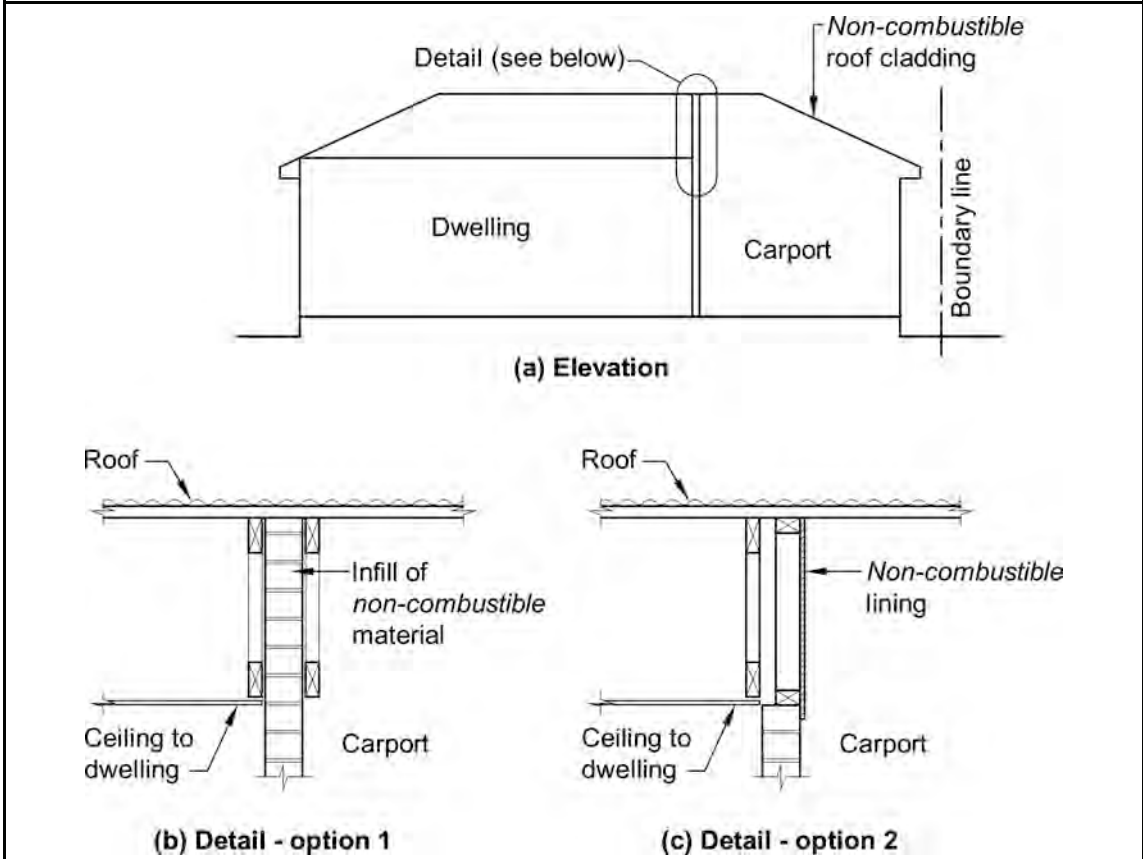 Non-combustible
roof cladding
Detail (see below)
Dwelling
Carport
Boundary line
(a) Elevation
Roof
Infill of
non-combustible
material
Ceiling to
dwelling
Carport
(b) Detail - option 1
Roof
Non-combustible
lining
Ceiling to
dwelling
Carport
(c) Detail - option 2